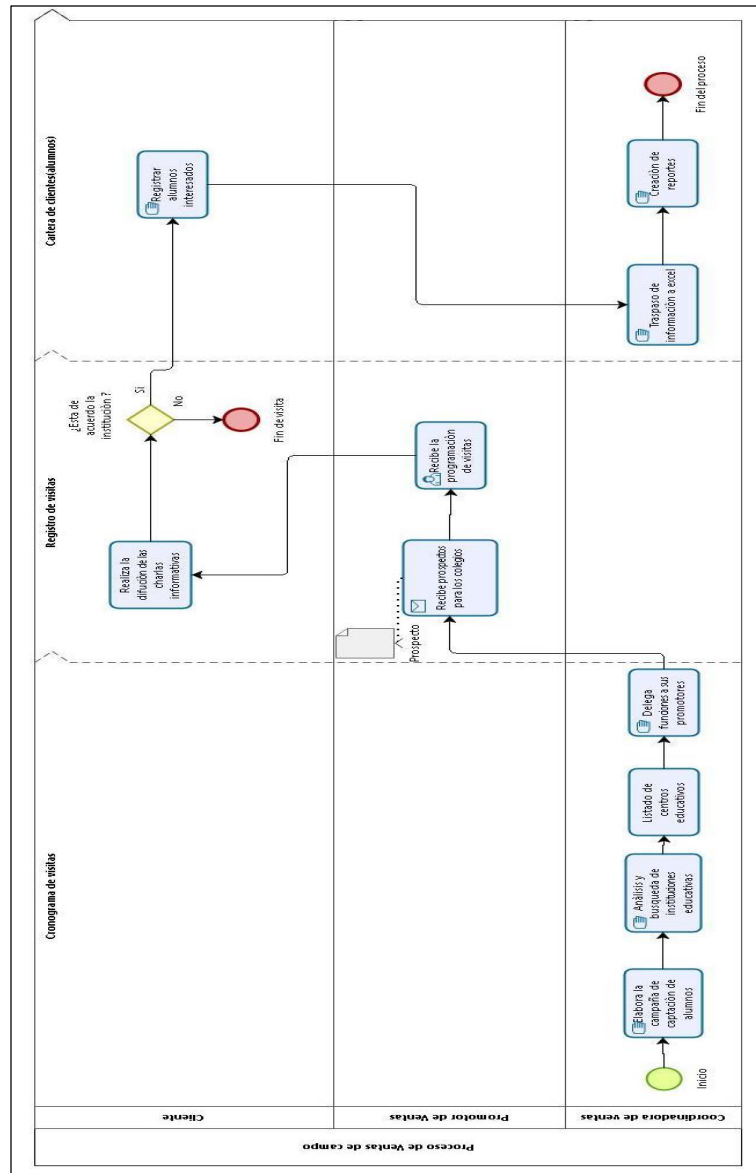 Proceso de Ventas de campo
Cliente
Promotor de Ventas
Coordinadora de ventas
Cronograma de visitas
Registro de visitas
Cartera de clientes(alumnos)
Inicio
Elabora la
campaña de
captación de
alumnos
Análisis y
busqueda de
instituciones
educativas
Listado de
centros
educativos
Delega
funciones a sus
promotores
Prospecto
Recibe prospectos
para los colegios
Recibe la
programación
de visitas
Realiza la
difución de las
charlas
informativas
¿Esta de
acuerdo la
institución ?
Si
No
Fin de visita
Registrar
alumnos
interesados
Traspaso de
información a excel
Creación de
reportes
Fin del proceso